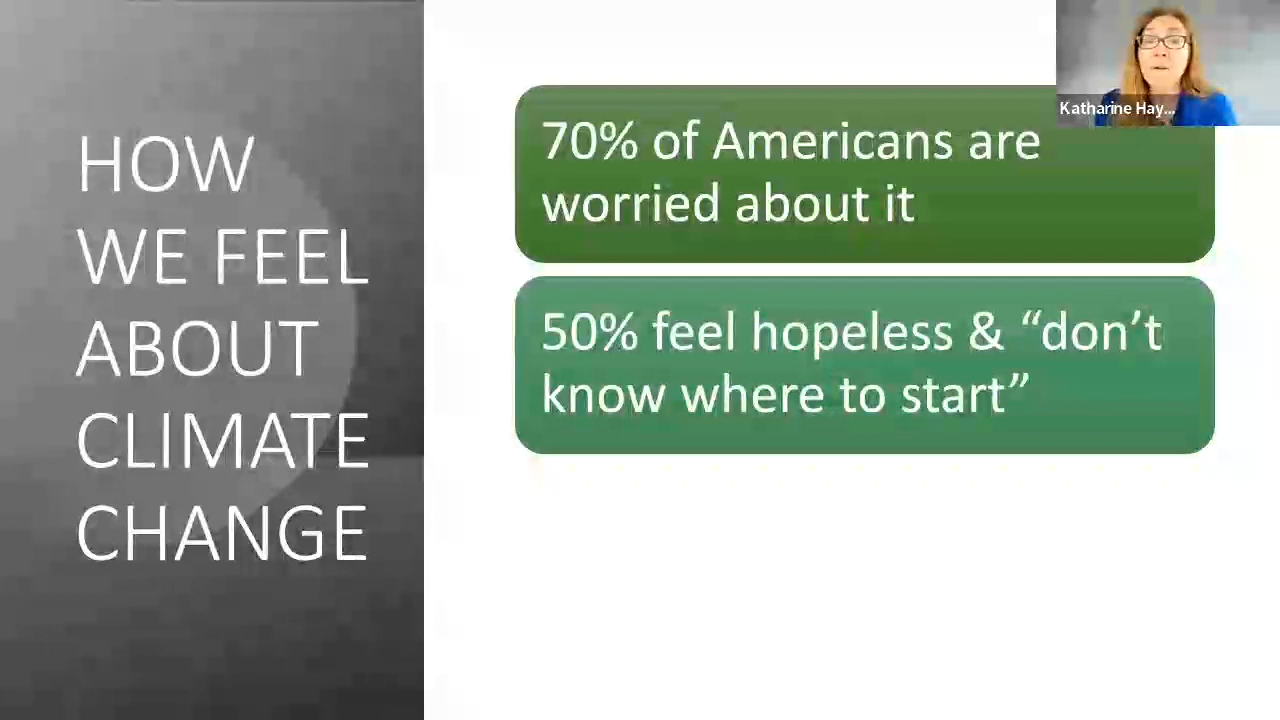 HOW
WE FEEL
ABOUT
CLIMATE
CHANGE
70% of Americans are
worried about it
50% feel hopeless & “don’t
know where to start”
Katharine Hay...